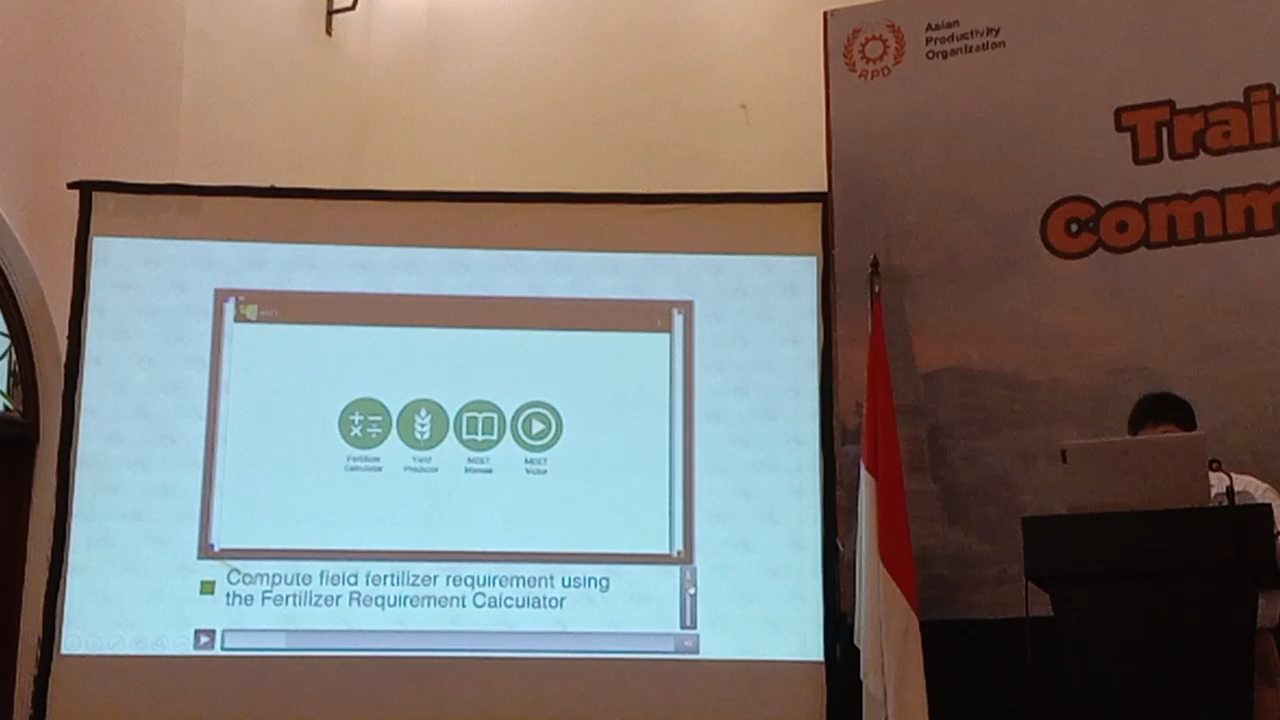 Asian
Productivity
Organization
APO
Trai
Comm
Fertilizer
Calculator
Yield
Predictor
MOET
Manual
MOET
Video
Compute field fertilizer requirement using
the Fertilizer Requirement Calculator